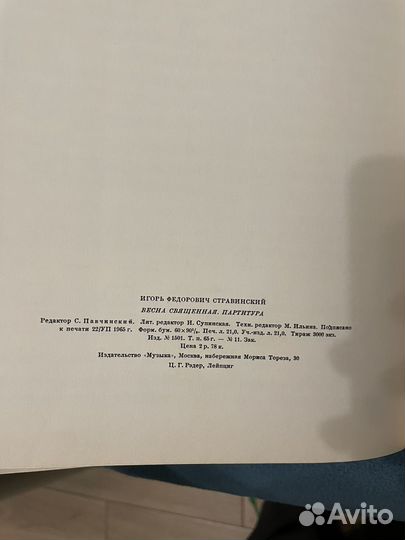 ИГОРЬ ФЕДОРОВИЧ СТРАВИНСКИЙ
ВЕСНА СВЯЩЕННАЯ. ПАРТИТУРА
Редактор С. Павчинский. Лит. редактор И. Супинская. Техн. редактор М. Ильина. Подписано
к печати 22/VII 1965 г. Форм. бум. 60×90¹/₈. Печ. л. 21,0. Уч.-изд. л. 21,0. Тираж 3000 экз.
Изд. № 1501. Т. п. 65 г. — № 11. Зак.
Цена 2 р. 78 к.
Издательство «Музыка», Москва, набережная Мориса Тореза, 30
Ц. Г. Рэдер, Лейпциг
Avito